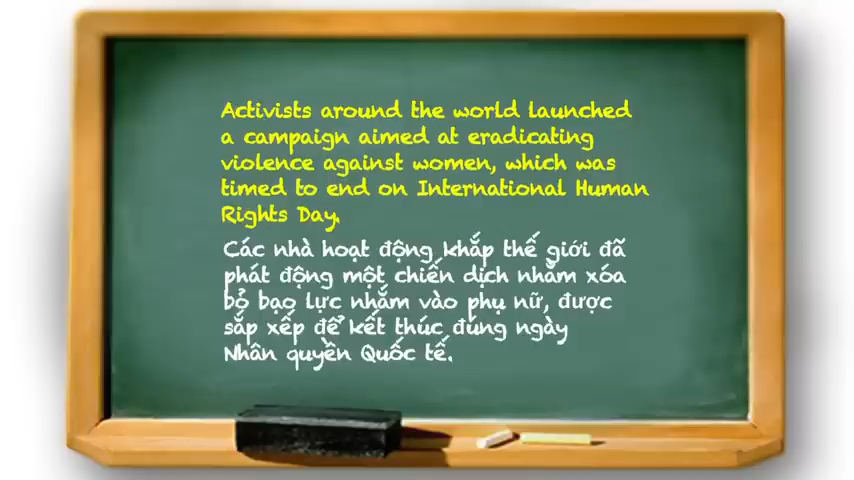 Activists around the world launched
a campaign aimed at eradicating
violence against women, which was
timed to end on International Human
Rights Day.
Các nhà hoạt động khắp thế giới đã
phát động một chiến dịch nhằm xóa
bỏ bạo lực nhắm vào phụ nữ, được
sắp xếp để kết thúc đúng ngày
Nhân quyền Quốc tế.